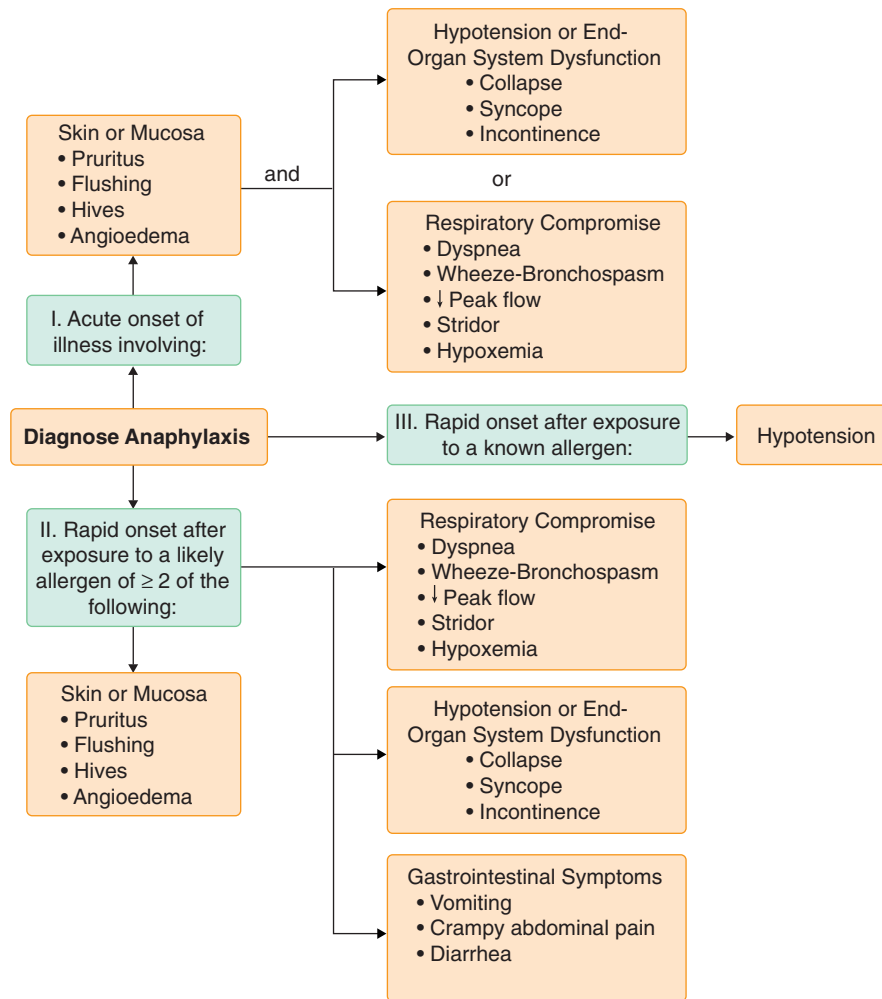 Hypotension or End-
Organ System Dysfunction
• Collapse
• Syncope
• Incontinence
Skin or Mucosa
• Pruritus
• Flushing
• Hives
• Angioedema
and
or
Respiratory Compromise
• Dyspnea
• Wheeze-Bronchospasm
• ↓ Peak flow
• Stridor
• Hypoxemia
I. Acute onset of
illness involving:
Diagnose Anaphylaxis
III. Rapid onset after exposure
to a known allergen:
Hypotension
II. Rapid onset after
exposure to a likely
allergen of ≥ 2 of the
following:
Respiratory Compromise
• Dyspnea
• Wheeze-Bronchospasm
• ↓ Peak flow
• Stridor
• Hypoxemia
Skin or Mucosa
• Pruritus
• Flushing
• Hives
• Angioedema
Hypotension or End-
Organ System Dysfunction
• Collapse
• Syncope
• Incontinence
Gastrointestinal Symptoms
• Vomiting
• Crampy abdominal pain
• Diarrhea